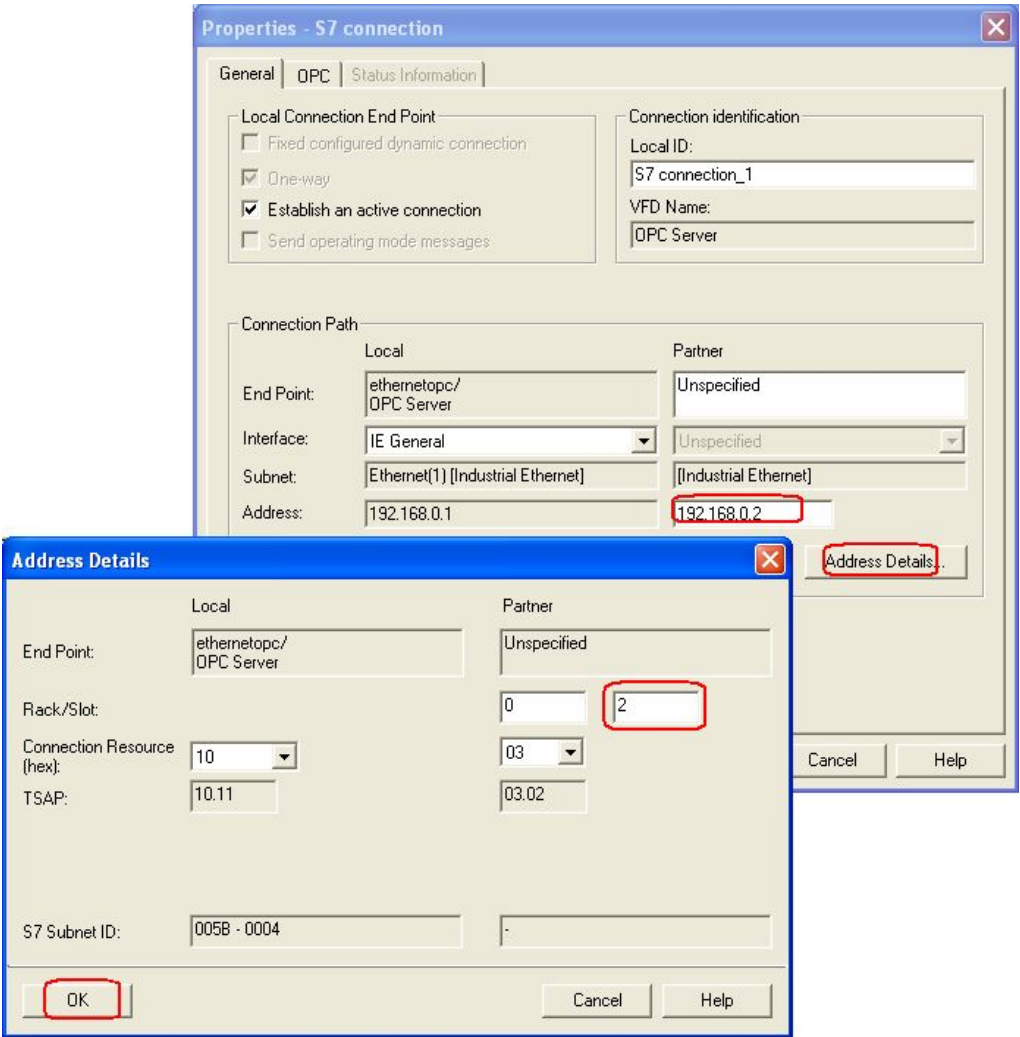 Properties - S7 connection
General OPC Status Information
Local Connection End Point
Fixed configured dynamic connection
One-way
Establish an active connection
Send operating mode messages
Connection identification
Local ID:
S7 connection_1
VFD Name:
OPC Server
Connection Path
Local Partner
End Point: ethernetopc/ Unspecified
OPC Server
Interface: IE General Unspecified
Subnet: Ethernet(1) [Industrial Ethernet] [Industrial Ethernet]
Address: 192.168.0.1 192.168.0.2
Address Details...
Cancel Help
Address Details
Local Partner
End Point: ethernetopc/ Unspecified
OPC Server
Rack/Slot: 0 2
Connection Resource
(hex): 10 03
TSAP: 10.11 03.02
S7 Subnet ID: 005B - 0004 -
OK Cancel Help